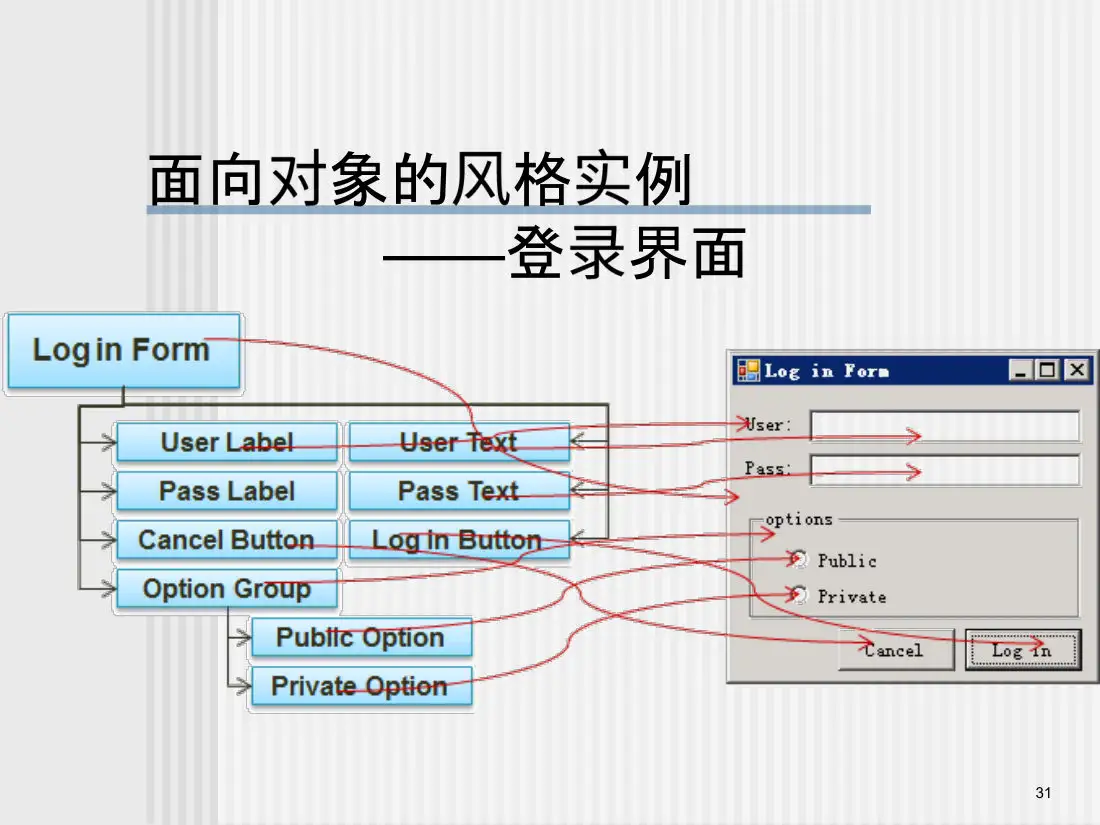 面向对象的风格实例
——登录界面
Log in Form
User Label
User Text
Pass Label
Pass Text
Cancel Button
Log in Button
Option Group
Public Option
Private Option
Log in Form
User:
Pass:
options
Public
Private
Cancel
Log in
31